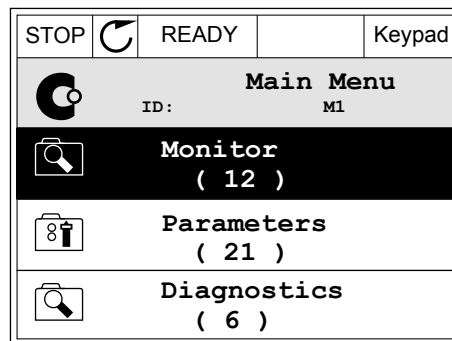 STOP READY Keypad
Main Menu
ID: M1
Monitor
( 12 )
Parameters
( 21 )
Diagnostics
( 6 )